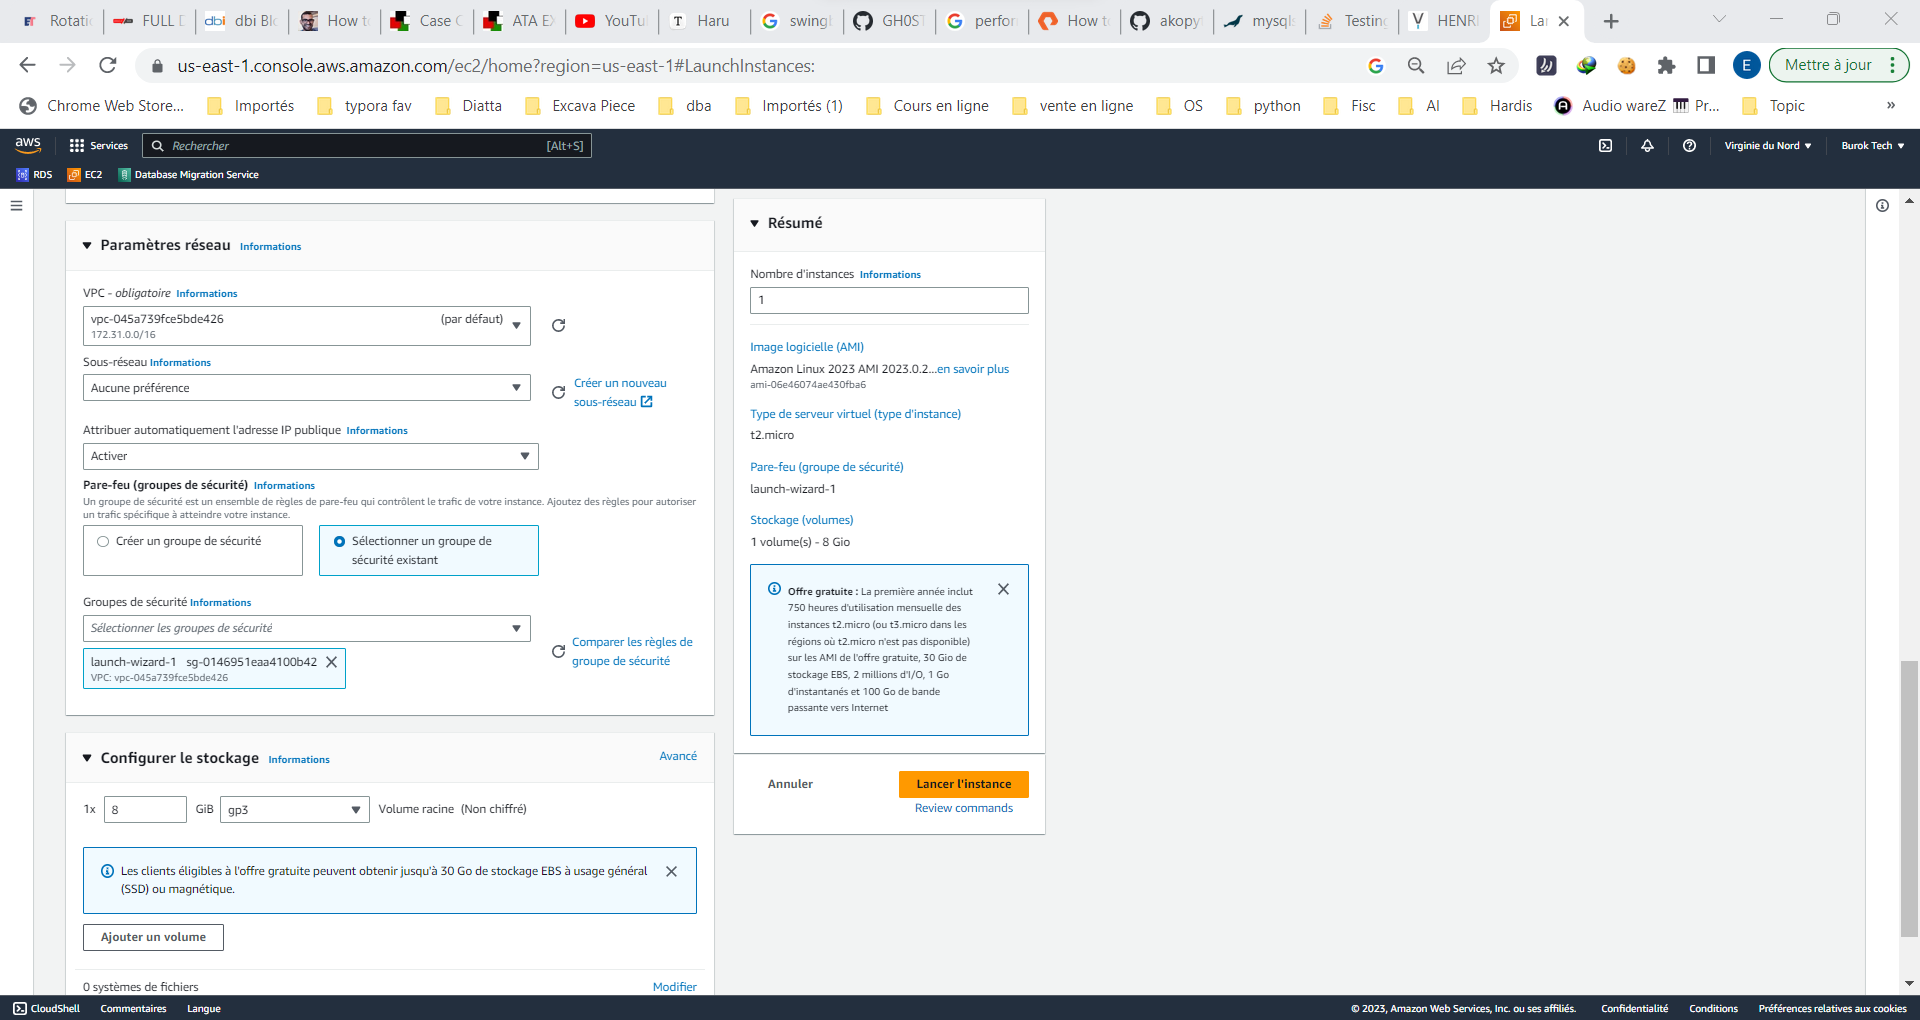 Rotati
FULL D
dbi Blo
How to
Case C
ATA EX
YouTu
Haru
swingl
GH0ST
perfor
How to
akopy
mysql
Testing
HENRI
La
us-east-1.console.aws.amazon.com/ec2/home?region=us-east-1#LaunchInstances:
E
Mettre à jour
Chrome Web Store...
Importés
typora fav
Diatta
Excava Piece
dba
Importés (1)
Cours en ligne
vente en ligne
OS
python
Fisc
AI
Hardis
Audio wareZ
Pr...
Topic
»
aws
Services
Rechercher
[Alt+S]
Virginie du Nord
Burok Tech
RDS
EC2
Database Migration Service
Paramètres réseau Informations
VPC - obligatoire Informations
vpc-045a739fce5bde426 (par défaut)
172.31.0.0/16
Sous-réseau Informations
Aucune préférence
Créer un nouveau
sous-réseau
Attribuer automatiquement l'adresse IP publique Informations
Activer
Pare-feu (groupes de sécurité) Informations
Un groupe de sécurité est un ensemble de règles de pare-feu qui contrôlent le trafic de votre instance. Ajoutez des règles pour autoriser
un trafic spécifique à atteindre votre instance.
Créer un groupe de sécurité
Sélectionner un groupe de
sécurité existant
Groupes de sécurité Informations
Sélectionner les groupes de sécurité
Comparer les règles de
groupe de sécurité
launch-wizard-1 sg-0146951eaa4100b42
VPC: vpc-045a739fce5bde426
Configurer le stockage Informations
Avancé
1x
8
GiB
gp3
Volume racine (Non chiffré)
Les clients éligibles à l'offre gratuite peuvent obtenir jusqu'à 30 Go de stockage EBS à usage général
(SSD) ou magnétique.
Ajouter un volume
0 systèmes de fichiers
Modifier
Résumé
Nombre d'instances Informations
1
Image logicielle (AMI)
Amazon Linux 2023 AMI 2023.0.2...en savoir plus
ami-06e46074ae430fba6
Type de serveur virtuel (type d'instance)
t2.micro
Pare-feu (groupe de sécurité)
launch-wizard-1
Stockage (volumes)
1 volume(s) - 8 Gio
Offre gratuite : La première année inclut
750 heures d'utilisation mensuelle des
instances t2.micro (ou t3.micro dans les
régions où t2.micro n'est pas disponible)
sur les AMI de l'offre gratuite, 30 Gio de
stockage EBS, 2 millions d'I/O, 1 Go
d'instantanés et 100 Go de bande
passante vers Internet
Annuler
Lancer l'instance
Review commands
CloudShell
Commentaires
Langue
© 2023, Amazon Web Services, Inc. ou ses affiliés.
Confidentialité
Conditions
Préférences relatives aux cookies